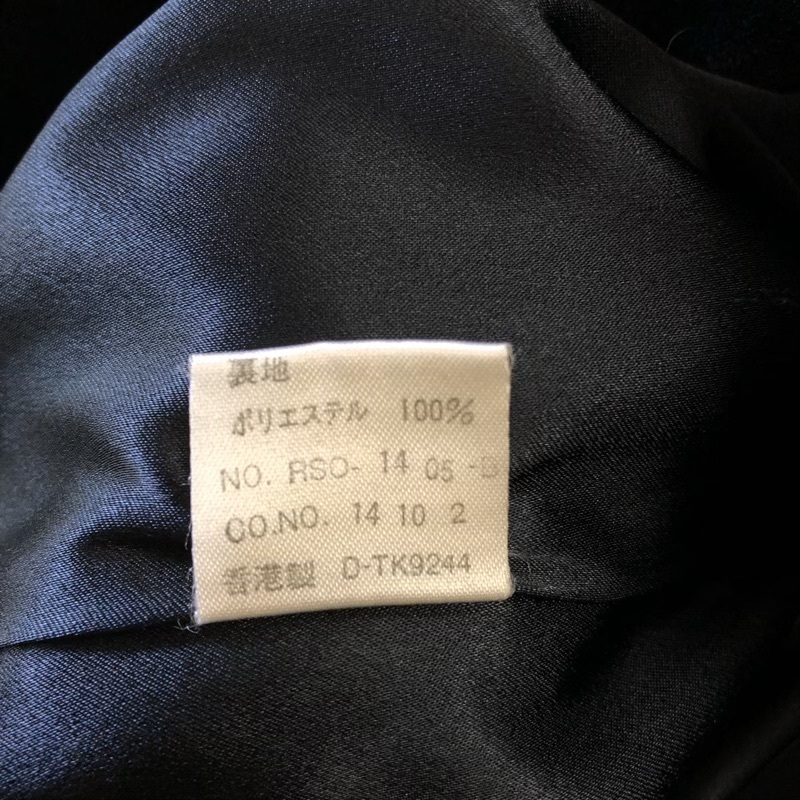 裏地
ポリエステル 100%
NO. RSO- 14 05 -B
CO.NO. 14 10 2
香港製 D-TK9244